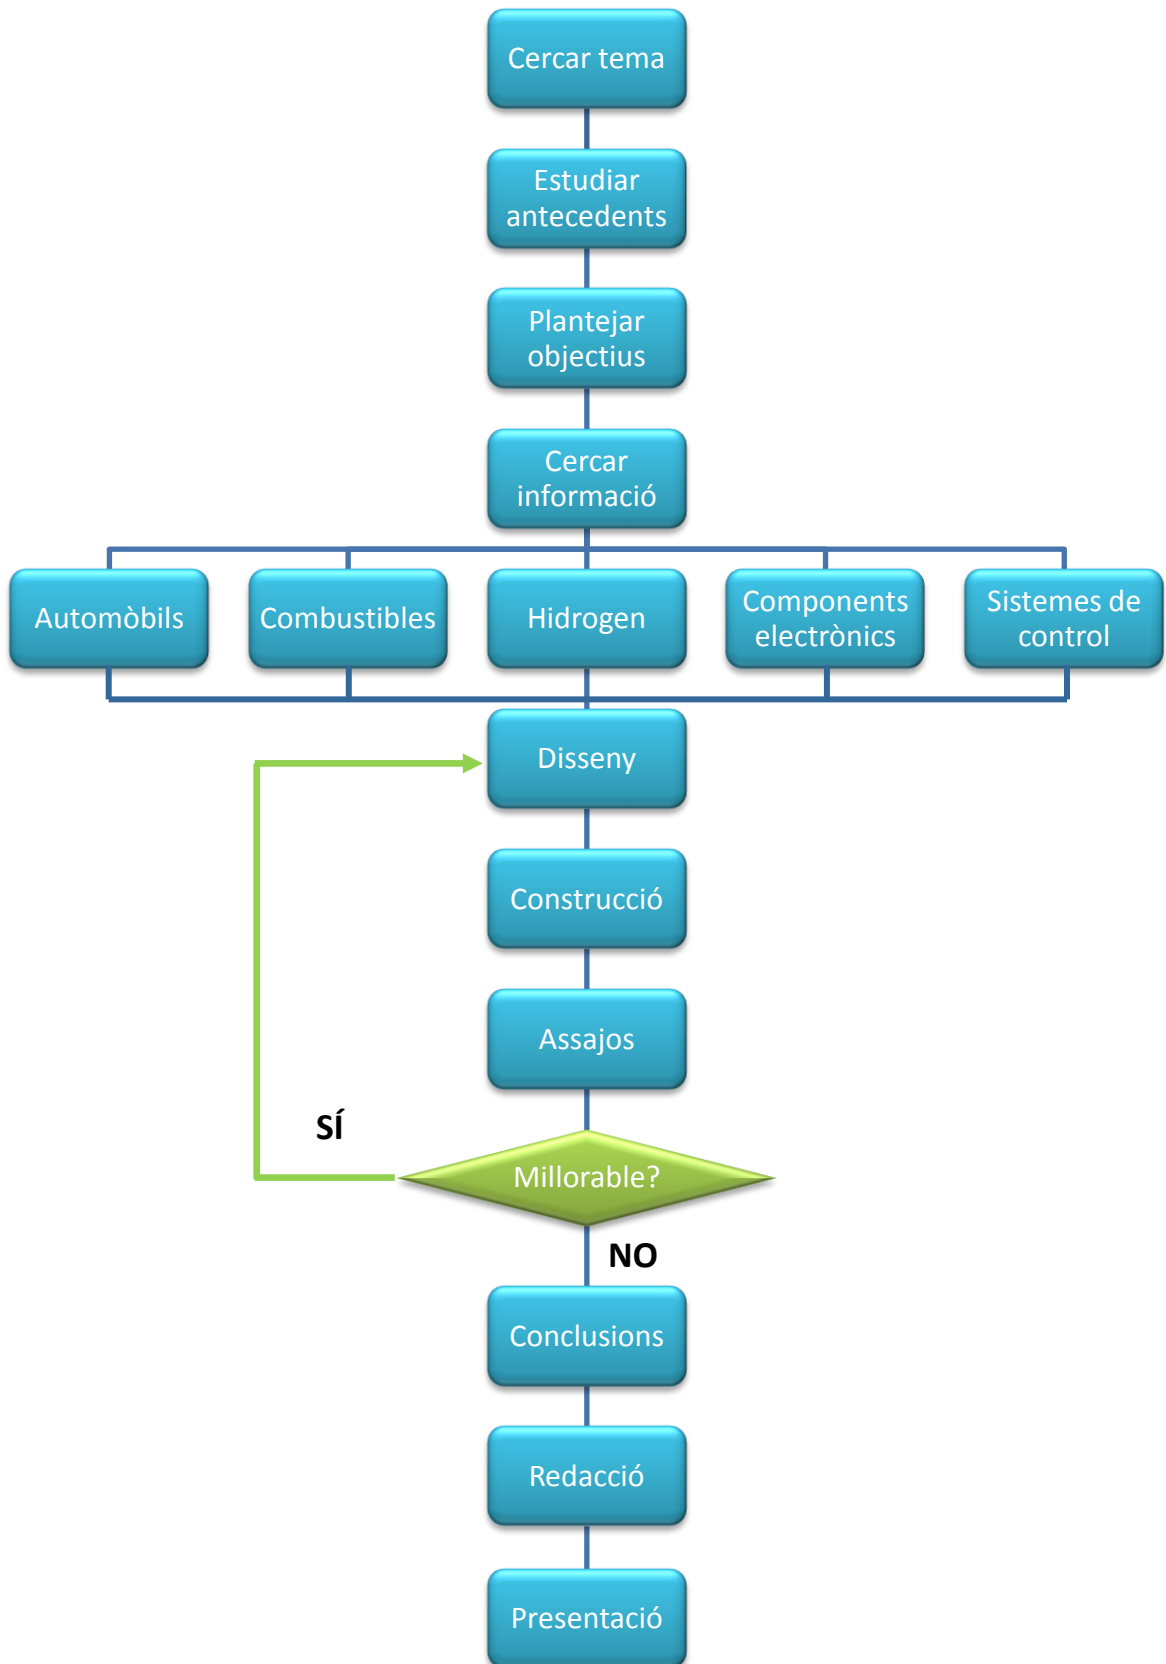 Cercar tema
Estudiar
antecedents
Plantejar
objectius
Cercar
informació
Automòbils
Combustibles
Hidrogen
Components
electrònics
Sistemes de
control
Disseny
Construcció
Assajos
SÍ
Millorable?
NO
Conclusions
Redacció
Presentació